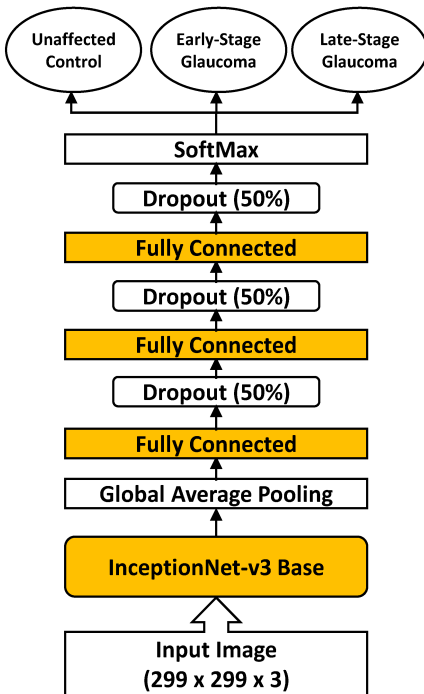 Unaffected
Control
Early-Stage
Glaucoma
Late-Stage
Glaucoma
SoftMax
Dropout (50%)
Fully Connected
Dropout (50%)
Fully Connected
Dropout (50%)
Fully Connected
Global Average Pooling
InceptionNet-v3 Base
Input Image
(299 x 299 x 3)